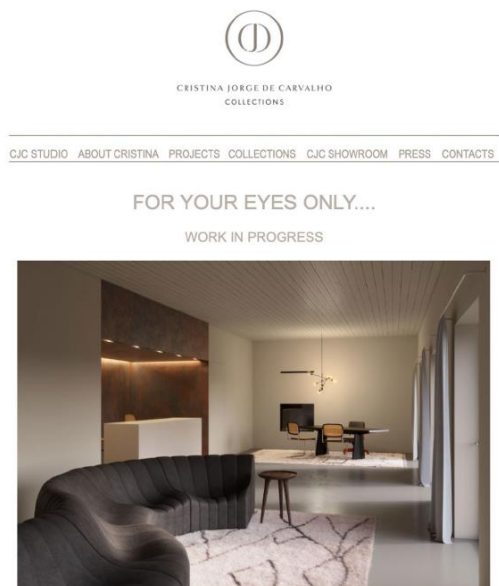 CRISTINA JORGE DE CARVALHO
COLLECTIONS
CJC STUDIO ABOUT CRISTINA PROJECTS COLLECTIONS CJC SHOWROOM PRESS CONTACTS
FOR YOUR EYES ONLY....
WORK IN PROGRESS